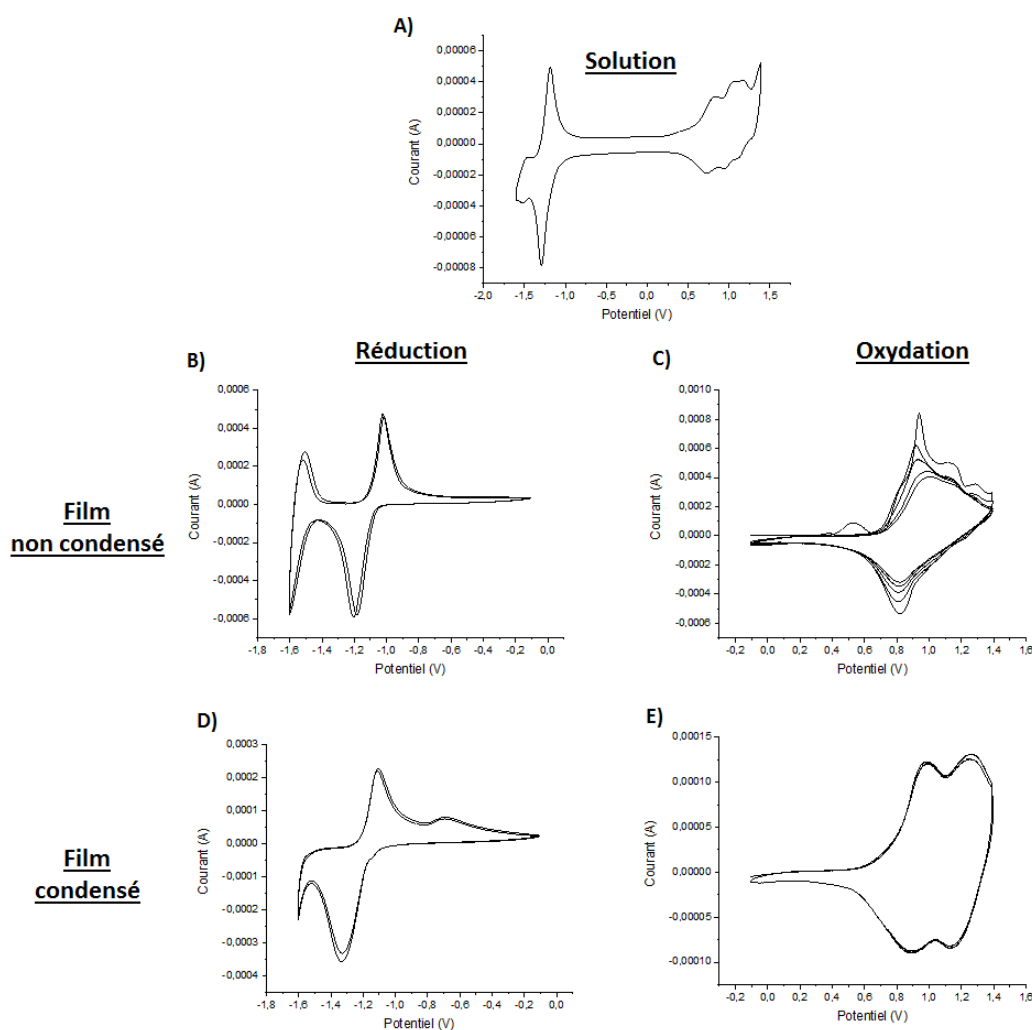 A)
Solution
0,00006
0,00004
0,00002
0,00000
-0,00002
-0,00004
-0,00006
-0,00008
Courant (A)
-2,0 -1,5 -1,0 -0,5 0,0 0,5 1,0 1,5
Potentiel (V)
B)
Réduction
0,0006
0,0004
0,0002
0,0000
-0,0002
-0,0004
-0,0006
Courant (A)
-1,8 -1,6 -1,4 -1,2 -1,0 -0,8 -0,6 -0,4 -0,2 0,0
Potentiel (V)
C)
Oxydation
0,0010
0,0008
0,0006
0,0004
0,0002
0,0000
-0,0002
-0,0004
-0,0006
Courant (A)
-0,2 0,0 0,2 0,4 0,6 0,8 1,0 1,2 1,4 1,6
Potentiel (V)
Film
non condensé
D)
0,0003
0,0002
0,0001
0,0000
-0,0001
-0,0002
-0,0003
-0,0004
Courant (A)
-1,8 -1,6 -1,4 -1,2 -1,0 -0,8 -0,6 -0,4 -0,2 0,0
Potentiel (V)
E)
0,00015
0,00010
0,00005
0,00000
-0,00005
-0,00010
Courant (A)
-0,2 0,0 0,2 0,4 0,6 0,8 1,0 1,2 1,4 1,6
Potentiel (V)
Film
condensé